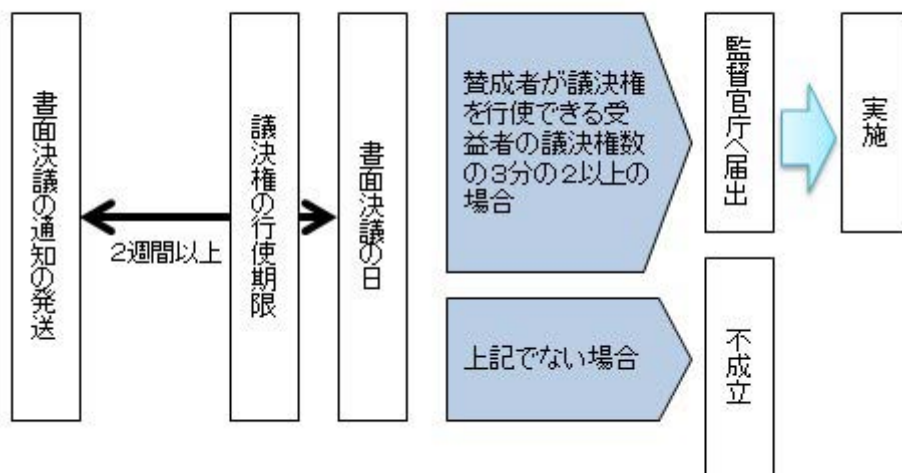 書面決議の通知の発送
2週間以上
議決権の行使期限
書面決議の日
賛成者が議決権
を行使できる受
益者の議決権数
の3分の2以上の
場合
監督官庁へ届出
実施
上記でない場合
不成立